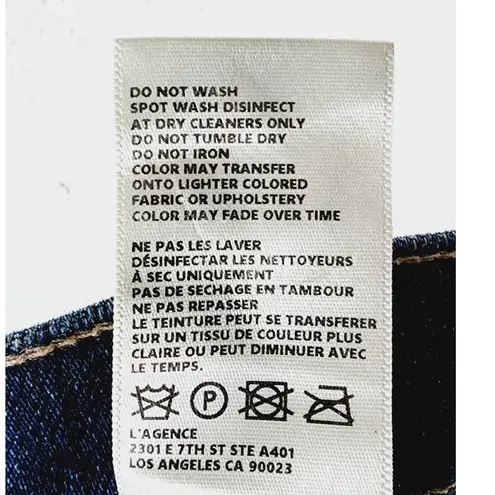 DO NOT WASH
SPOT WASH DISINFECT
AT DRY CLEANERS ONLY
DO NOT TUMBLE DRY
DO NOT IRON
COLOR MAY TRANSFER
ONTO LIGHTER COLORED
FABRIC OR UPHOLSTERY
COLOR MAY FADE OVER TIME
NE PAS LES LAVER
DÉSINFECTAR LES NETTOYEURS
À SEC UNIQUEMENT
PAS DE SECHAGE EN TAMBOUR
NE PAS REPASSER
LE TEINTURE PEUT SE TRANSFERER
SUR UN TISSU DE COULEUR PLUS
CLAIRE OU PEUT DIMINUER AVEC
LE TEMPS.
P
L'AGENCE
2301 E 7TH ST STE A401
LOS ANGELES CA 90023